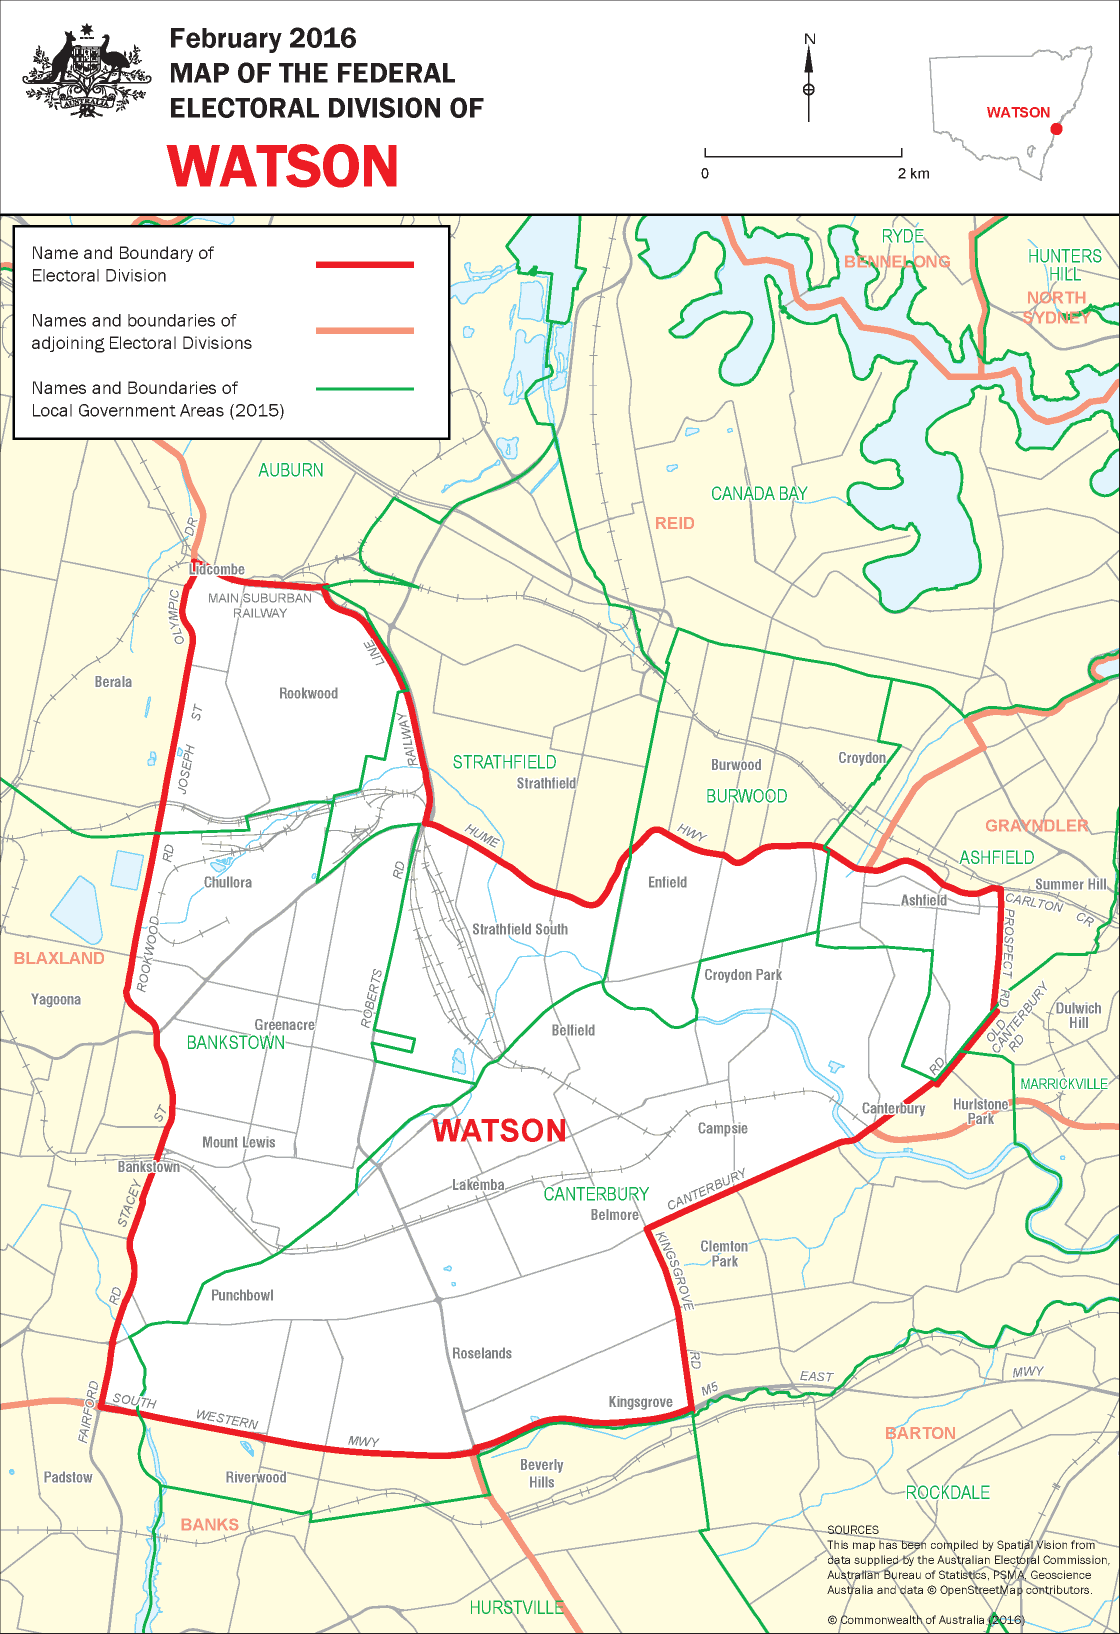 February 2016
MAP OF THE FEDERAL
ELECTORAL DIVISION OF
WATSON
AUSTRALIA
N
0
2 km
WATSON
Name and Boundary of
Electoral Division
Names and boundaries of
adjoining Electoral Divisions
Names and Boundaries of
Local Government Areas (2015)
RYDE
BENNELONG
HUNTERS
HILL
NORTH
SYDNEY
AUBURN
CANADA BAY
REID
DR
Lidcombe
MAIN SUBURBAN
RAILWAY
OLYMPIC
LINE
Berala
Rookwood
ST
JOSEPH
RAILWAY
STRATHFIELD
Strathfield
Burwood
Croydon
BURWOOD
HUME
HWY
GRAYNDLER
ASHFIELD
RD
Chullora
RD
Enfield
Ashfield
Summer Hill
CARLTON
CR
PROSPECT
RD
Strathfield South
ROOKWOOD
BLAXLAND
Yagoona
Croydon Park
ROBERTS
Greenacre
BANKSTOWN
Belfield
OLD
CANTERBURY
RD
Dulwich
Hill
RD
MARRICKVILLE
Canterbury
Hurlstone
Park
ST
WATSON
Campsie
Mount Lewis
Bankstown
Lakemba
CANTERBURY
Belmore
CANTERBURY
STACEY
KINGSGROVE
Clemton
Park
RD
Punchbowl
Roselands
RD
Kingsgrove
M5
EAST
MWY
FAIRFORD
RD
SOUTH
WESTERN
MWY
BARTON
Padstow
Riverwood
Beverly
Hills
ROCKDALE
BANKS
HURSTVILLE
SOURCES
This map has been compiled by Spatial Vision from
data supplied by the Australian Electoral Commission,
Australian Bureau of Statistics, PSMA, Geoscience
Australia and data © OpenStreetMap contributors.
© Commonwealth of Australia (2016)